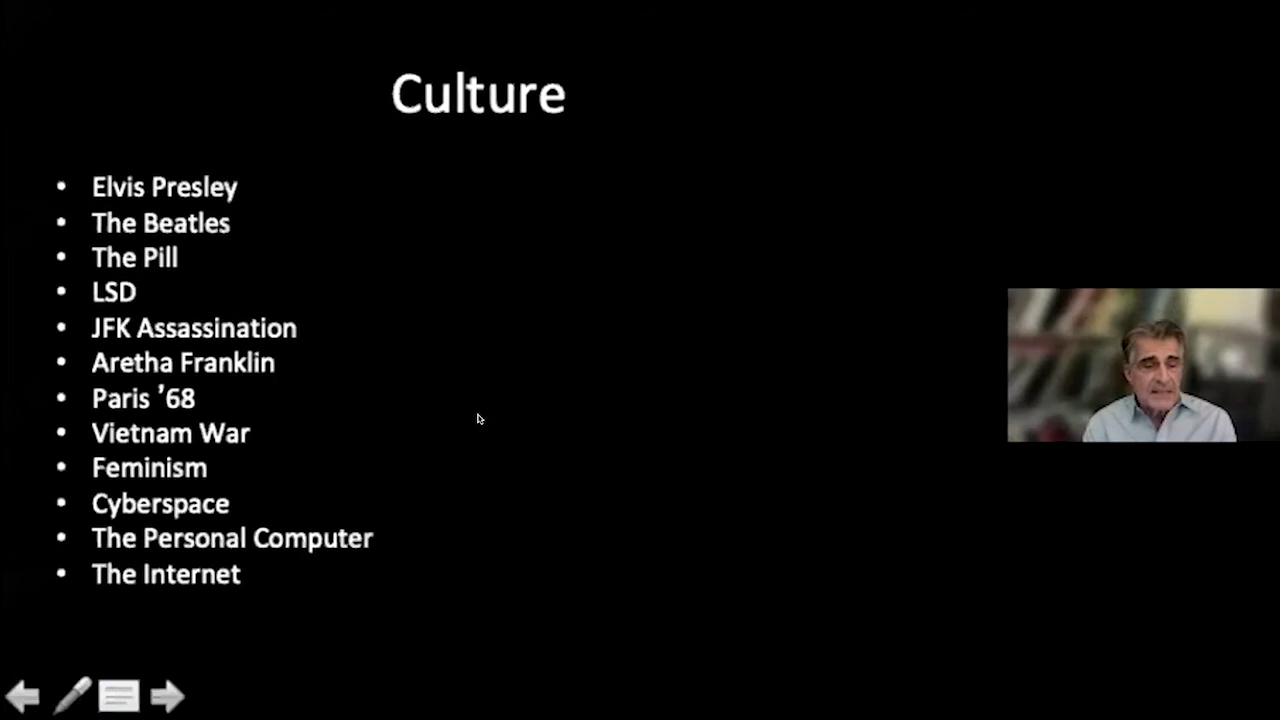 Culture
• Elvis Presley
• The Beatles
• The Pill
• LSD
• JFK Assassination
• Aretha Franklin
• Paris ’68
• Vietnam War
• Feminism
• Cyberspace
• The Personal Computer
• The Internet